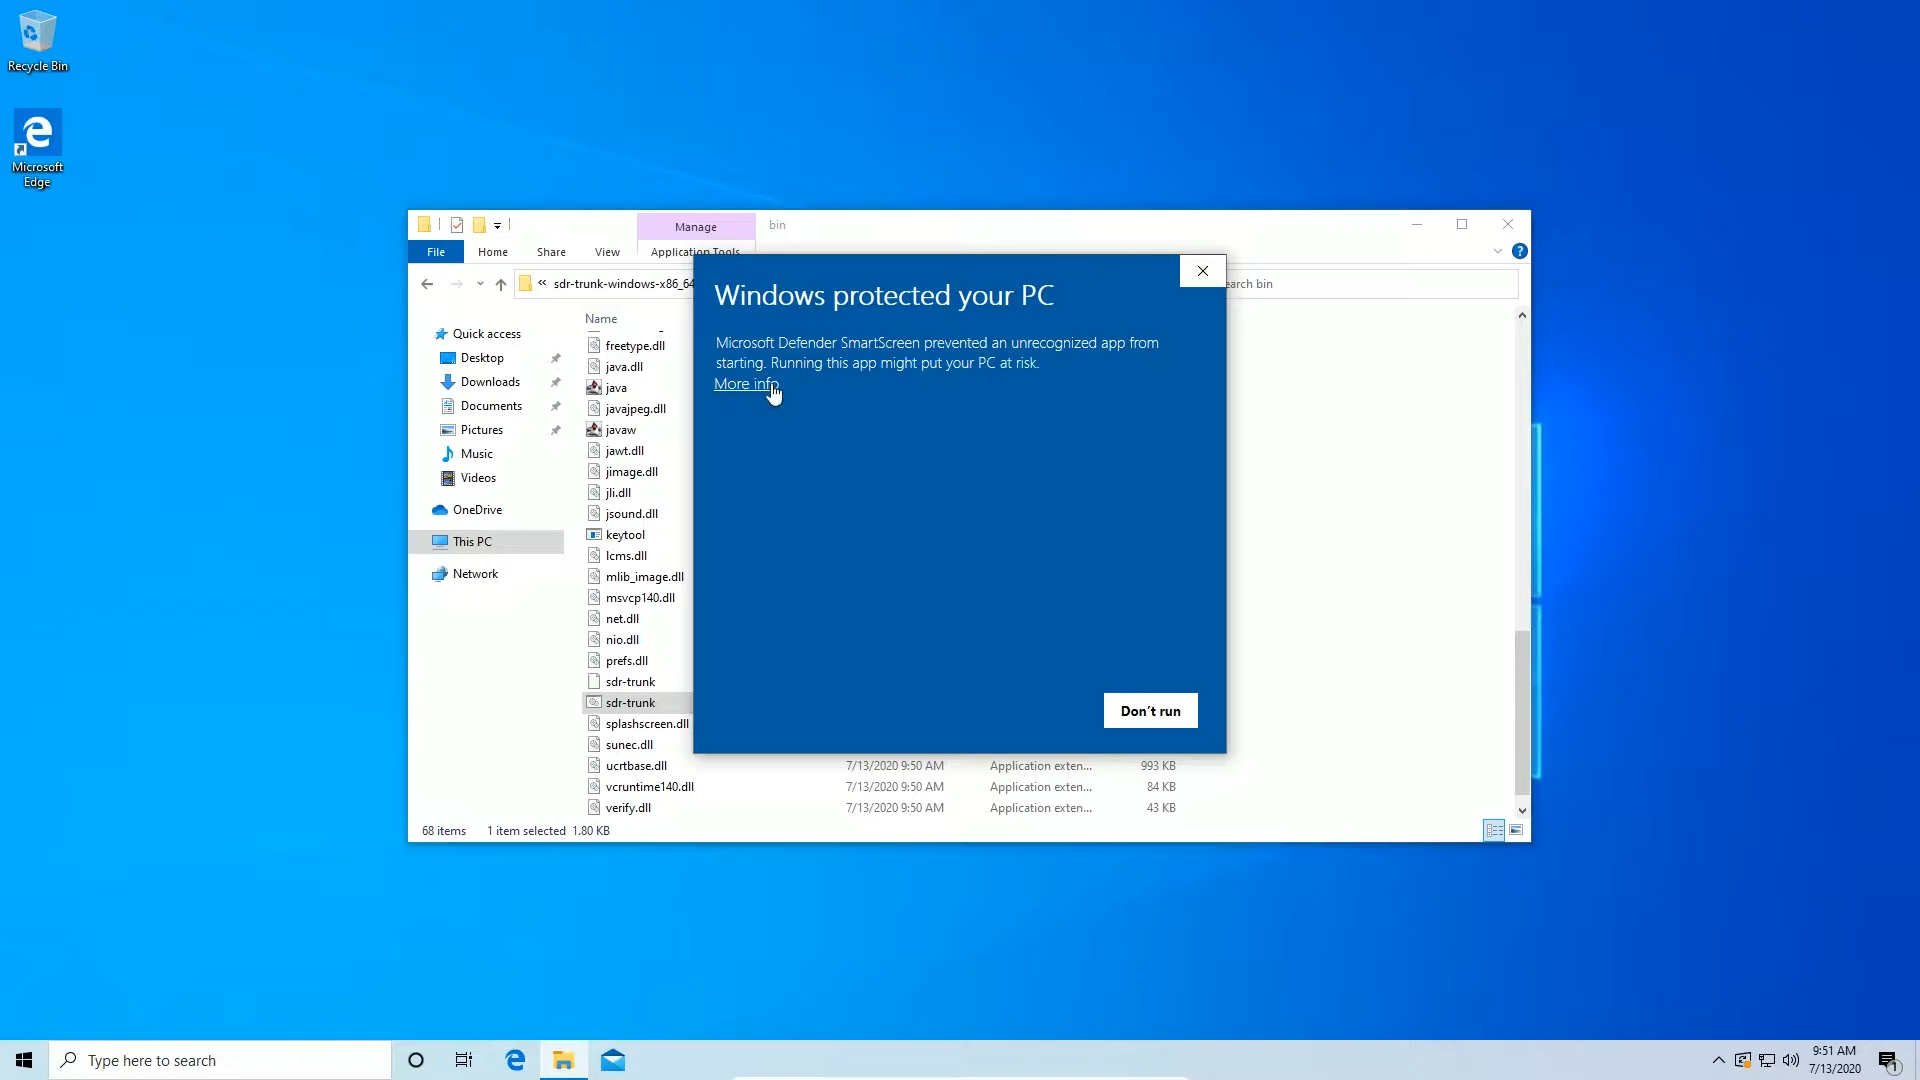 Recycle Bin
Microsoft
Edge
Manage
bin
File
Home
Share
View
Application Tools
« sdr-trunk-windows-x86_64
earch bin
Name
Quick access
Desktop
Downloads
Documents
Pictures
Music
Videos
OneDrive
This PC
Network
freetype.dll
java.dll
java
javajpeg.dll
javaw
jawt.dll
jimage.dll
jli.dll
jsound.dll
keytool
lcms.dll
mlib_image.dll
msvcp140.dll
net.dll
nio.dll
prefs.dll
sdr-trunk
sdr-trunk
splashscreen.dll
sunec.dll
ucrtbase.dll 7/13/2020 9:50 AM Application exten... 993 KB
vcruntime140.dll 7/13/2020 9:50 AM Application exten... 84 KB
verify.dll 7/13/2020 9:50 AM Application exten... 43 KB
68 items 1 item selected 1.80 KB
Windows protected your PC
Microsoft Defender SmartScreen prevented an unrecognized app from
starting. Running this app might put your PC at risk.
More info
Don't run
Type here to search
9:51 AM
7/13/2020
1